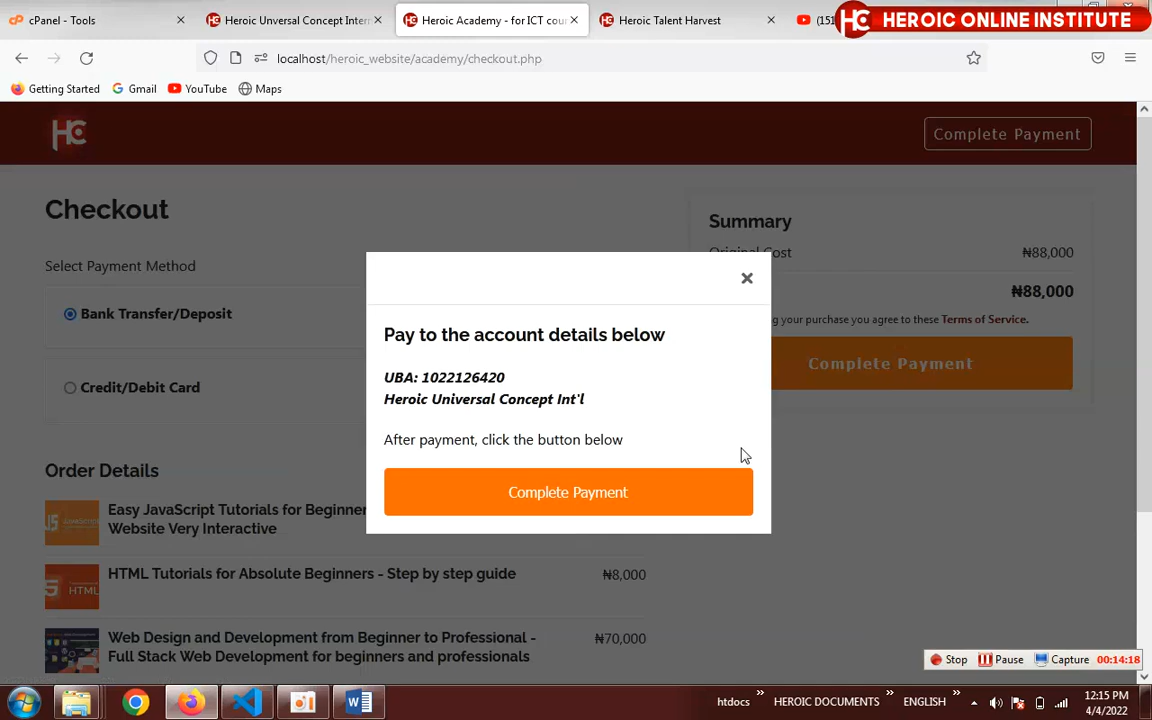 cPanel - Tools
Heroic Unversal Concept Intern
Heroic Academy - for ICT cour
Heroic Talent Harvest
(151
HC HEROIC ONLINE INSTITUTE
localhost/heroic_website/academy/checkout.php
Getting Started
Gmail
YouTube
Maps
HC
Complete Payment
Checkout
Select Payment Method
Bank Transfer/Deposit
Credit/Debit Card
Summary
Original Cost
₦88,000
₦88,000
g your purchase you agree to these Terms of Service.
Complete Payment
Pay to the account details below
UBA: 1022126420
Heroic Universal Concept Int'l
After payment, click the button below
Complete Payment
Order Details
Easy JavaScript Tutorials for Beginner
Website Very Interactive
HTML Tutorials for Absolute Beginners - Step by step guide
₦8,000
Web Design and Development from Beginner to Professional -
Full Stack Web Development for beginners and professionals
₦70,000
Stop
Pause
Capture
00:14:18
htdocs
HEROIC DOCUMENTS
ENGLISH
12:15 PM
4/4/2022